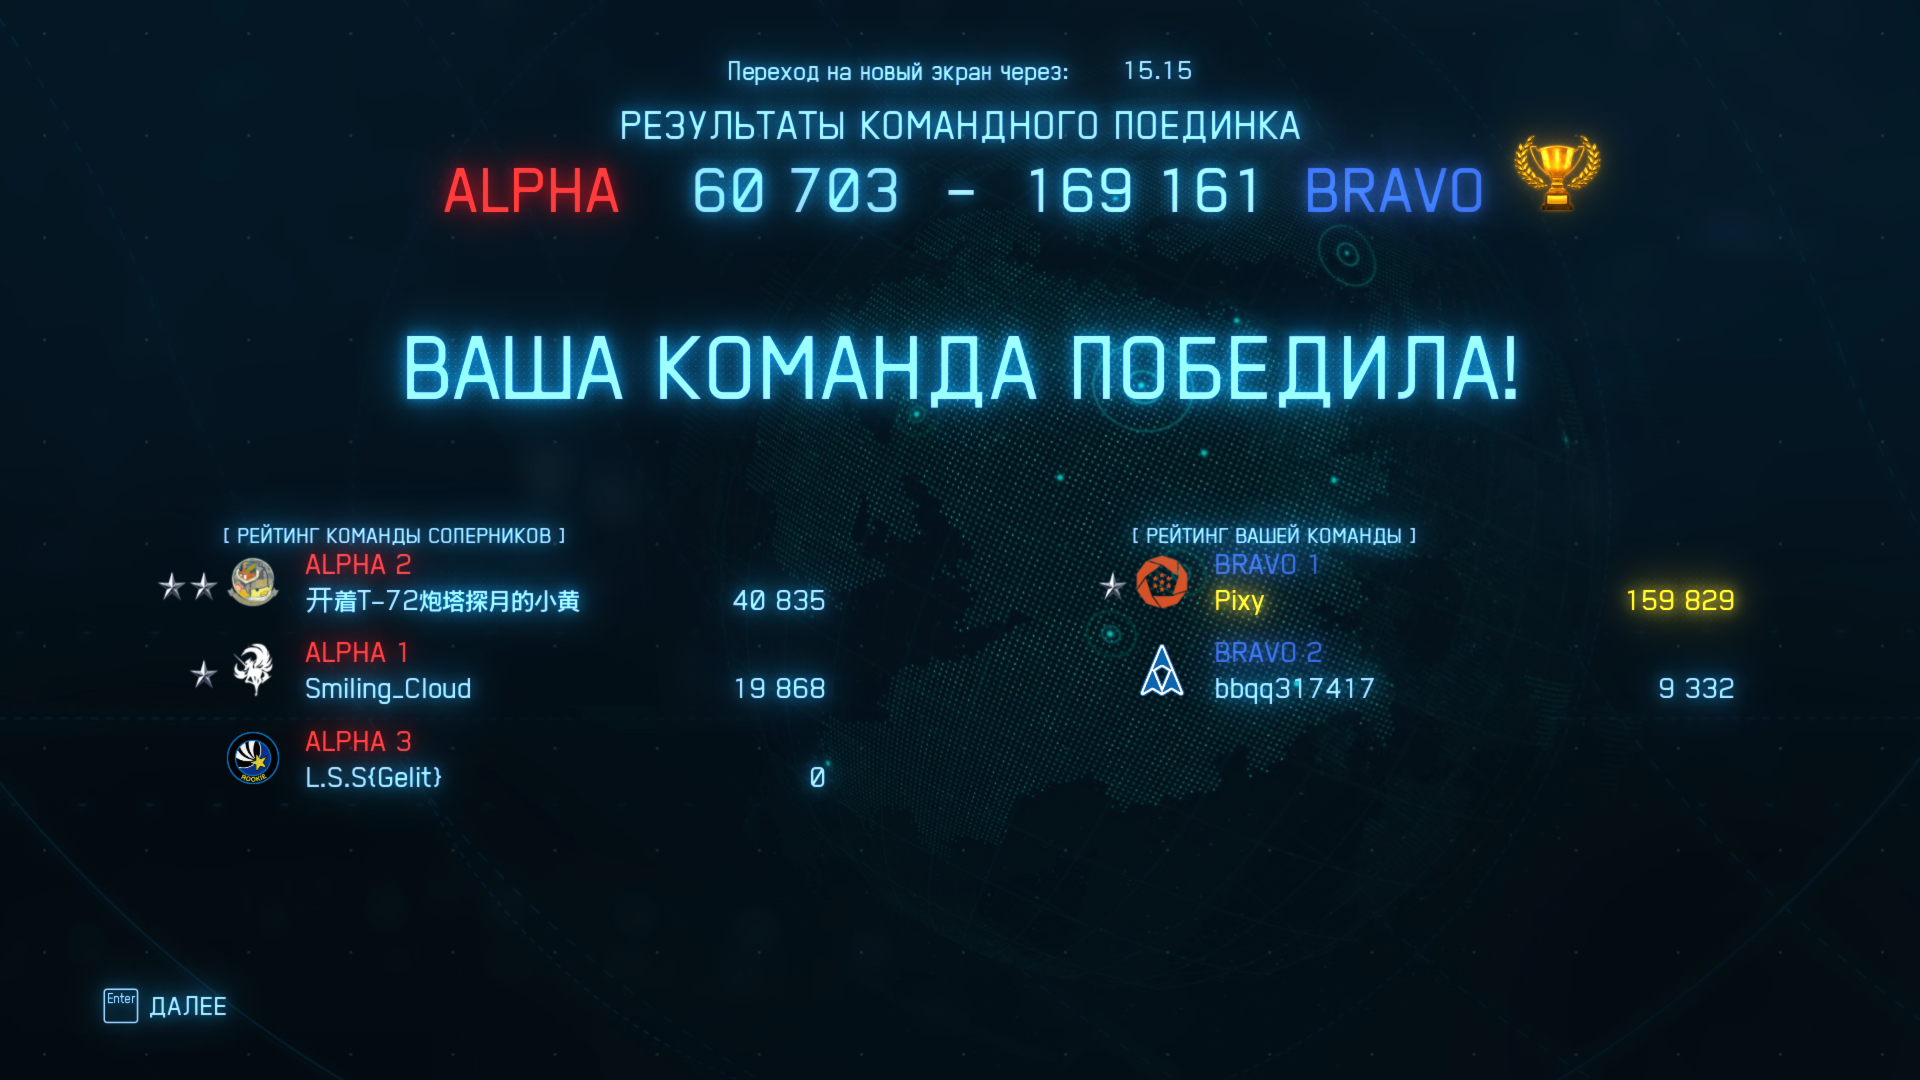 Переход на новый экран через: 15.15
РЕЗУЛЬТАТЫ КОМАНДНОГО ПОЕДИНКА
ALPHA 60 703 – 169 161 BRAVO
ВАША КОМАНДА ПОБЕДИЛА!
[ РЕЙТИНГ КОМАНДЫ СОПЕРНИКОВ ]
ALPHA 2
开着T-72炮塔探月的小黄 40 835
ALPHA 1
Smiling_Cloud 19 868
ROOKIE
ALPHA 3
L.S.S{Gelit} 0
[ РЕЙТИНГ ВАШЕЙ КОМАНДЫ ]
BRAVO 1
Pixy 159 829
BRAVO 2
bbqq317417 9 332
Enter ДАЛЕЕ